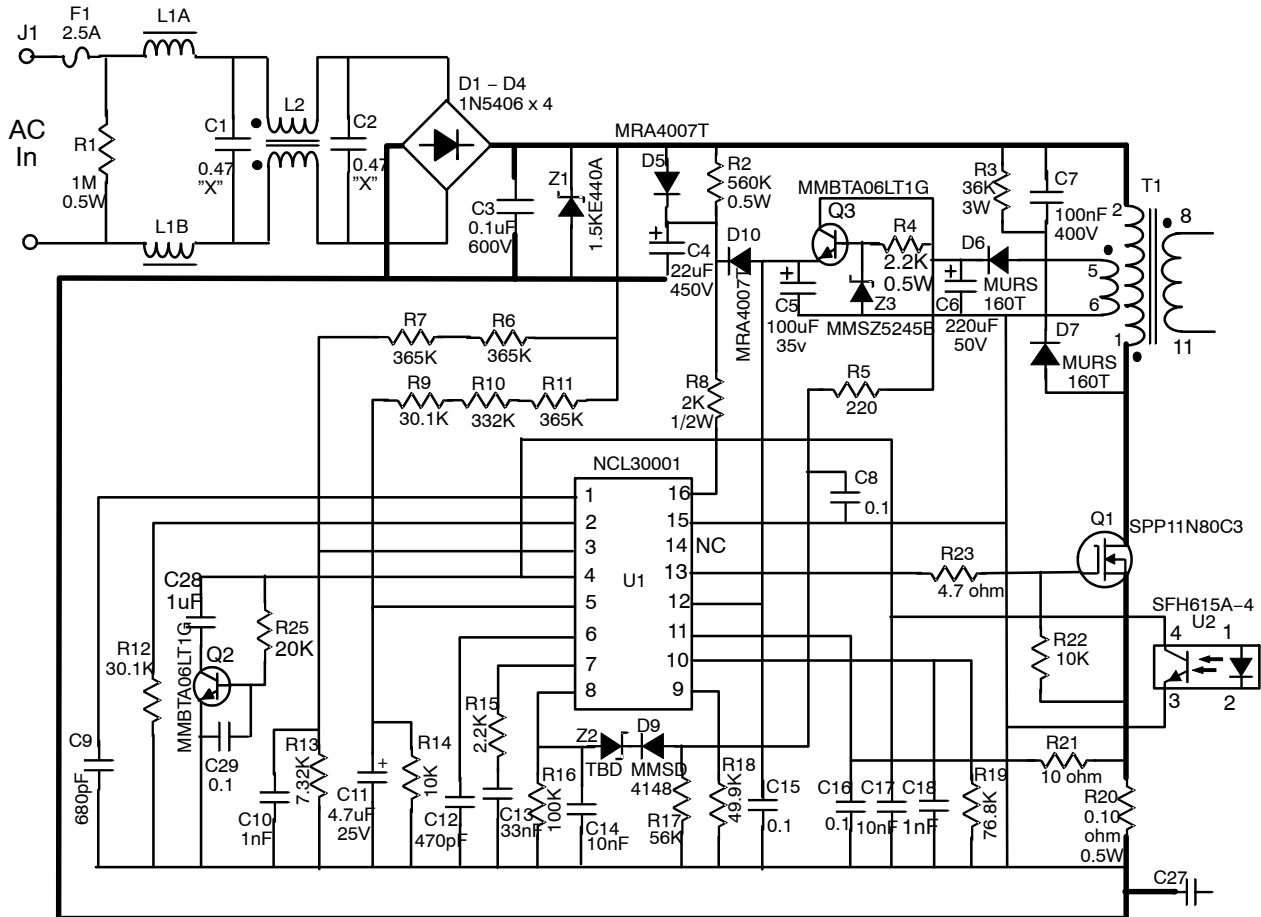 F1
2.5A
L1A
J1
AC
In
R1
1M
0.5W
L1B
C1
0.47
"X"
L2
C2
0.47
"X"
D1 – D4
1N5406 x 4
C3
0.1uF
600V
Z1
1.5KE440A
MRA4007T
D5
R2
560K
0.5W
C4
+
22uF
450V
D10
MRA4007T
MMBTA06LT1G
Q3
R4
2.2K
0.5W
C5
+
100uF
35v
Z3
MMSZ5245B
D6
MURS
160T
C6
+
220uF
50V
R3
36K
3W
C7
100nF
400V
D7
MURS
160T
T1
2
8
5
6
1
11
R7
365K
R6
365K
R9
30.1K
R10
332K
R11
365K
R8
2K
1/2W
R5
220
NCL30001
U1
1
2
3
4
5
6
7
8
16
15
14
NC
13
12
11
10
9
C8
0.1
R23
4.7 ohm
Q1
SPP11N80C3
SFH615A–4
U2
4
1
3
2
R22
10K
C28
1uF
R25
20K
Q2
MMBTA06LT1G
R12
30.1K
C9
680pF
C29
0.1
C10
1nF
R13
7.32K
C11
+
4.7uF
25V
R14
10K
C12
470pF
R15
2.2K
C13
33nF
R16
100K
Z2
TBD
D9
MMSD
4148
C14
10nF
R17
56K
R18
49.9K
C15
0.1
C16
0.1
C17
10nF
C18
1nF
R19
76.8K
R21
10 ohm
R20
0.10
ohm
0.5W
C27